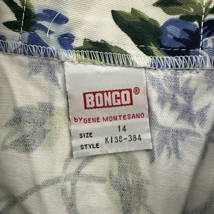 BONGO ®
by GENE MONTESANO
SIZE 14
STYLE K138-384